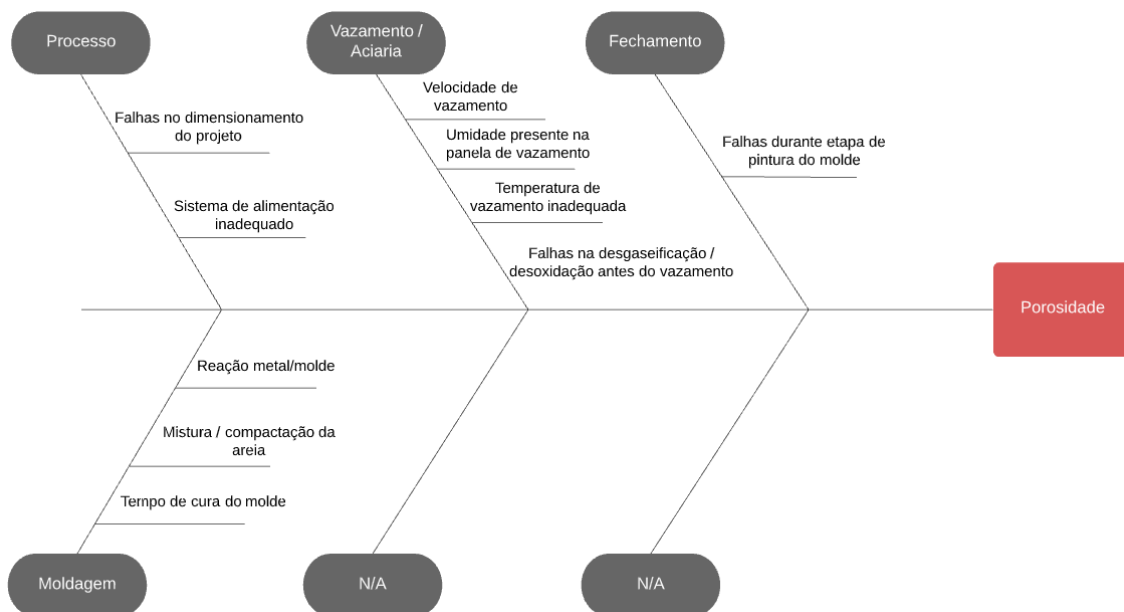 Processo
Vazamento /
Aciaria
Fechamento
Velocidade de
vazamento
Falhas no dimensionamento
do projeto
Umidade presente na
panela de vazamento
Falhas durante etapa de
pintura do molde
Temperatura de
vazamento inadequada
Sistema de alimentação
inadequado
Falhas na desgaseificação /
desoxidação antes do vazamento
Porosidade
Reação metal/molde
Mistura / compactação da
areia
Tempo de cura do molde
Moldagem
N/A
N/A